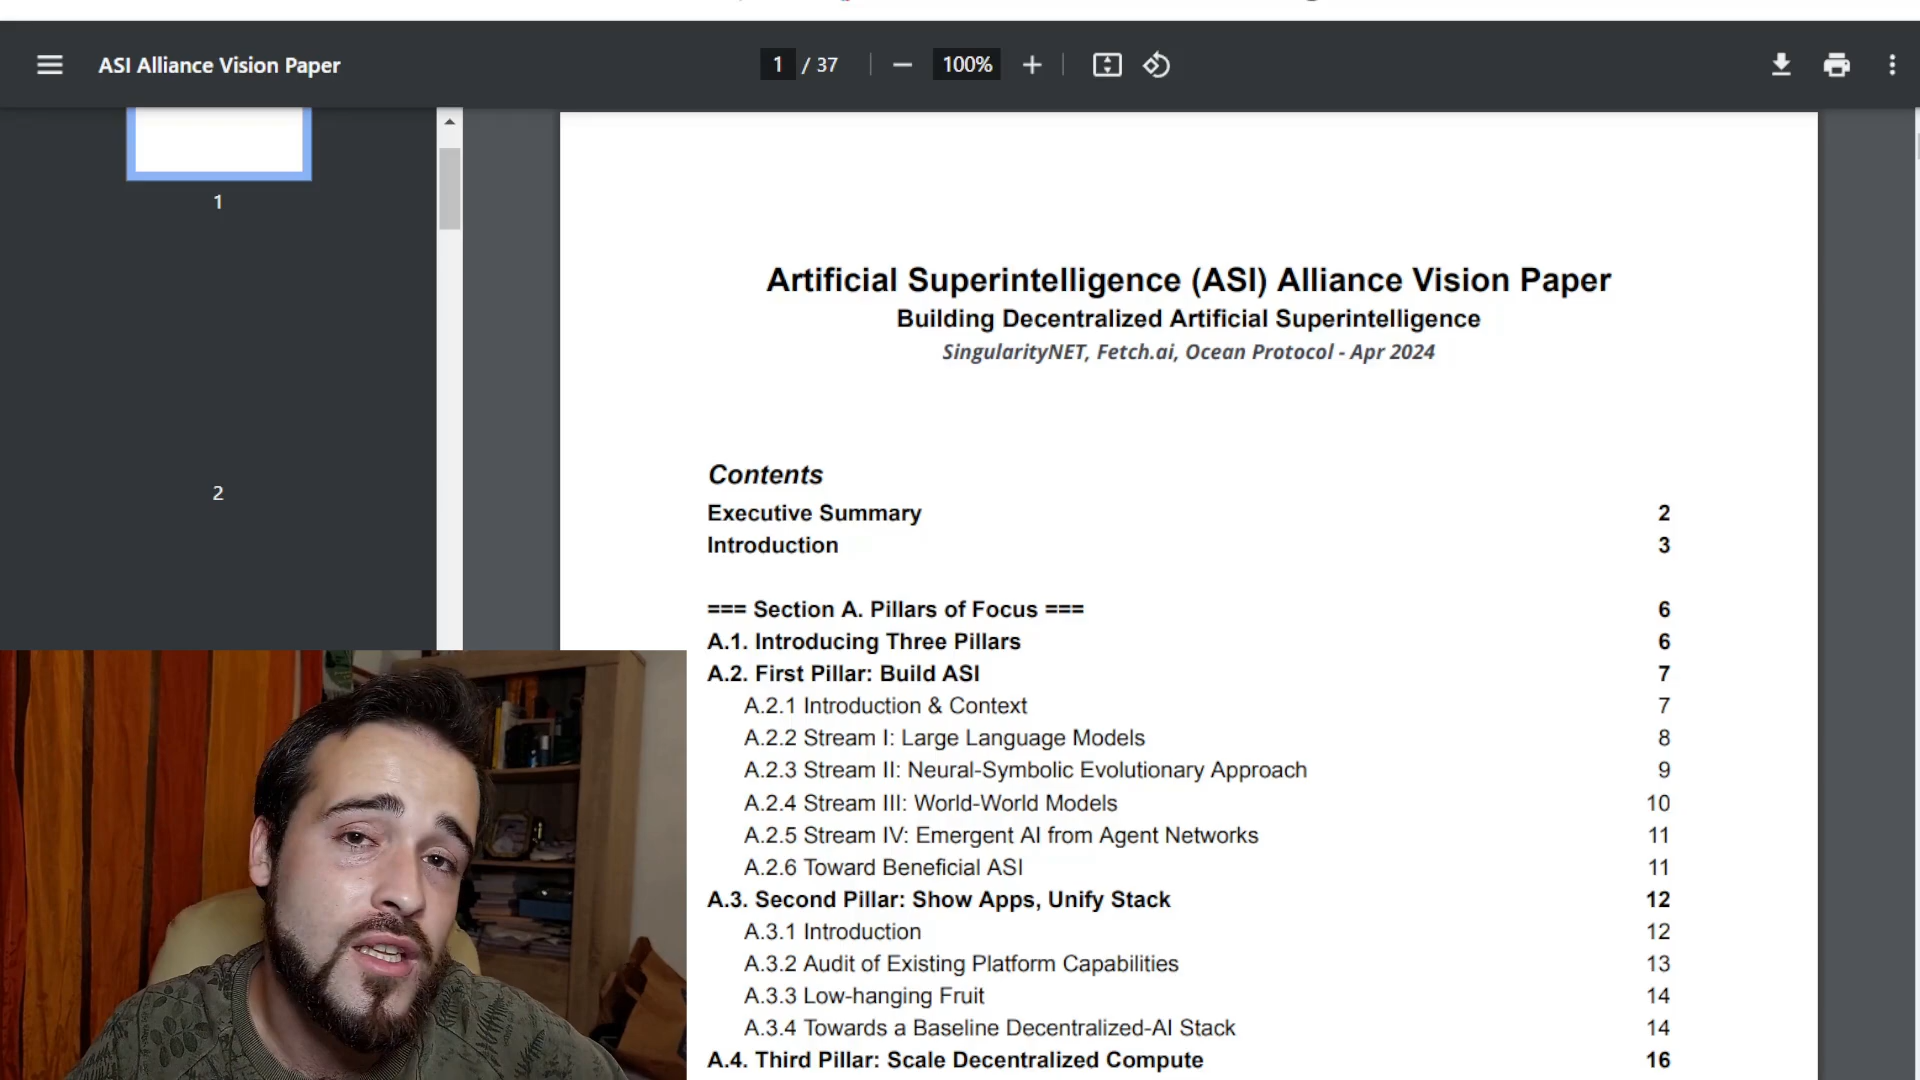 ASI Alliance Vision Paper
1 / 37
100%
1
2
Artificial Superintelligence (ASI) Alliance Vision Paper
Building Decentralized Artificial Superintelligence
SingularityNET, Fetch.ai, Ocean Protocol - Apr 2024
Contents
Executive Summary 2
Introduction 3
=== Section A. Pillars of Focus === 6
A.1. Introducing Three Pillars 6
A.2. First Pillar: Build ASI 7
A.2.1 Introduction & Context 7
A.2.2 Stream I: Large Language Models 8
A.2.3 Stream II: Neural-Symbolic Evolutionary Approach 9
A.2.4 Stream III: World-World Models 10
A.2.5 Stream IV: Emergent AI from Agent Networks 11
A.2.6 Toward Beneficial ASI 11
A.3. Second Pillar: Show Apps, Unify Stack 12
A.3.1 Introduction 12
A.3.2 Audit of Existing Platform Capabilities 13
A.3.3 Low-hanging Fruit 14
A.3.4 Towards a Baseline Decentralized-AI Stack 14
A.4. Third Pillar: Scale Decentralized Compute 16